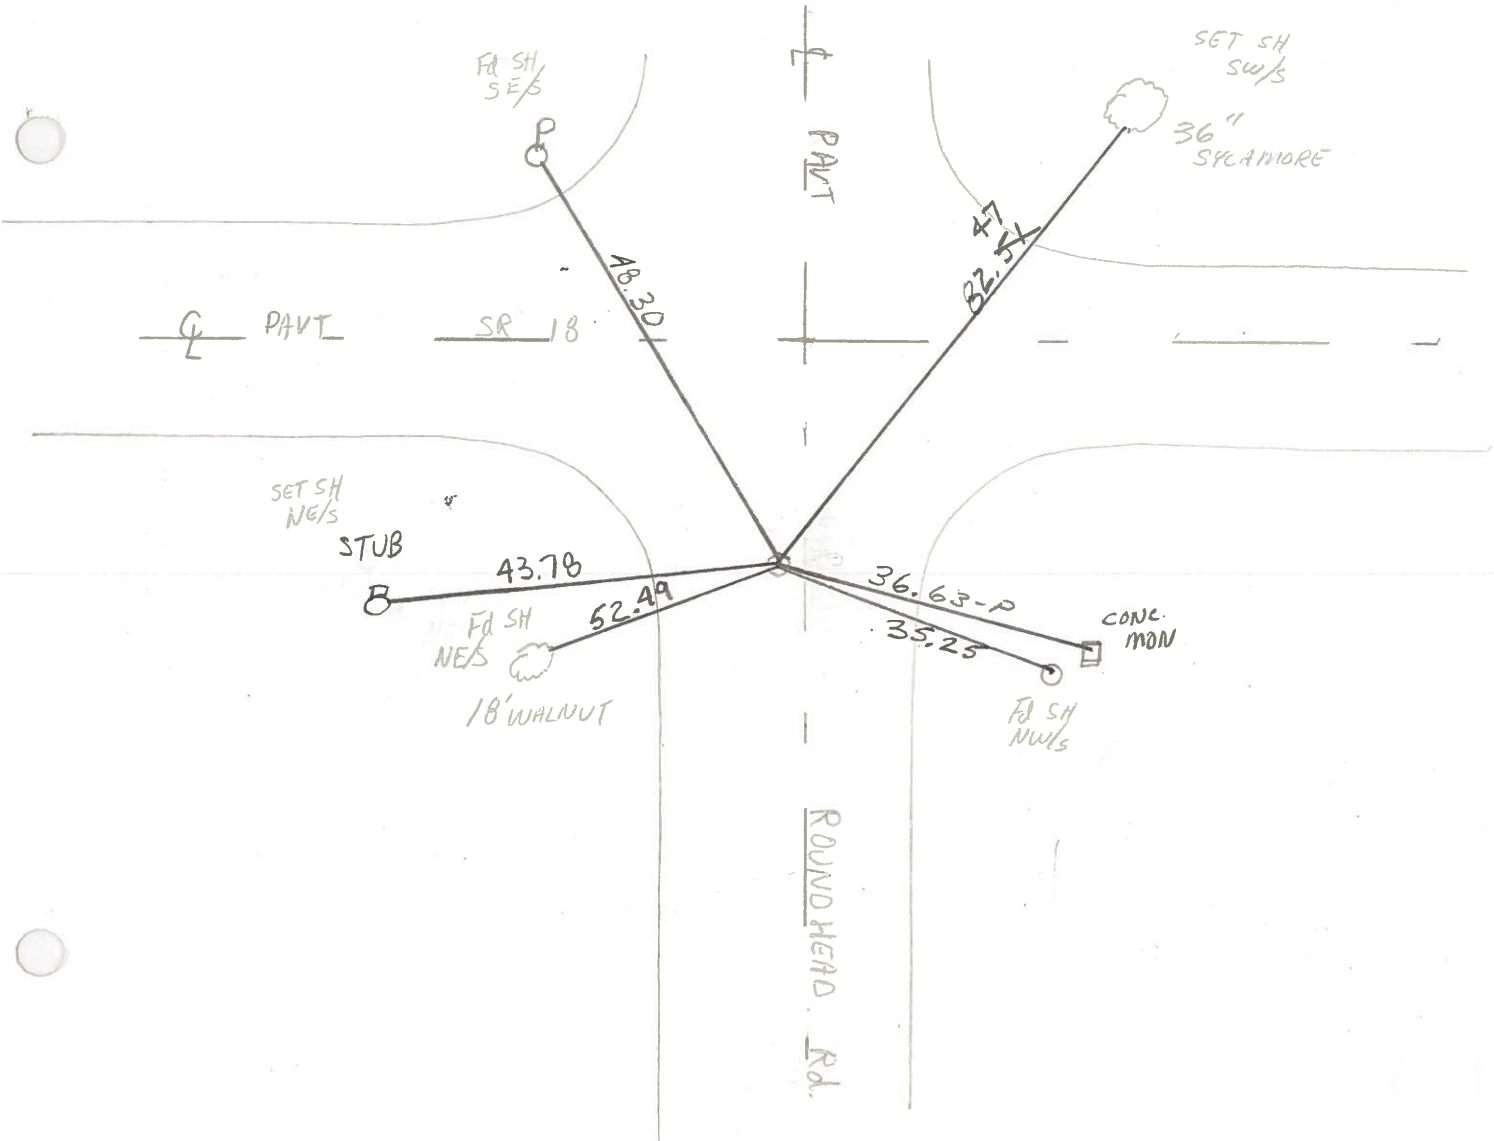 Fd SH
SE/S
P
℄
PAVT
SET SH
SW/S
36"
SYCAMORE
48.30
47
82.51
℄ PAVT SR 18
SET SH
NE/S
STUB
43.78
52.49
Fd SH
NE/S
18' WALNUT
36.63-P
35.25
CONC.
MON
Fd SH
NW/S
ROUNDHEAD Rd.